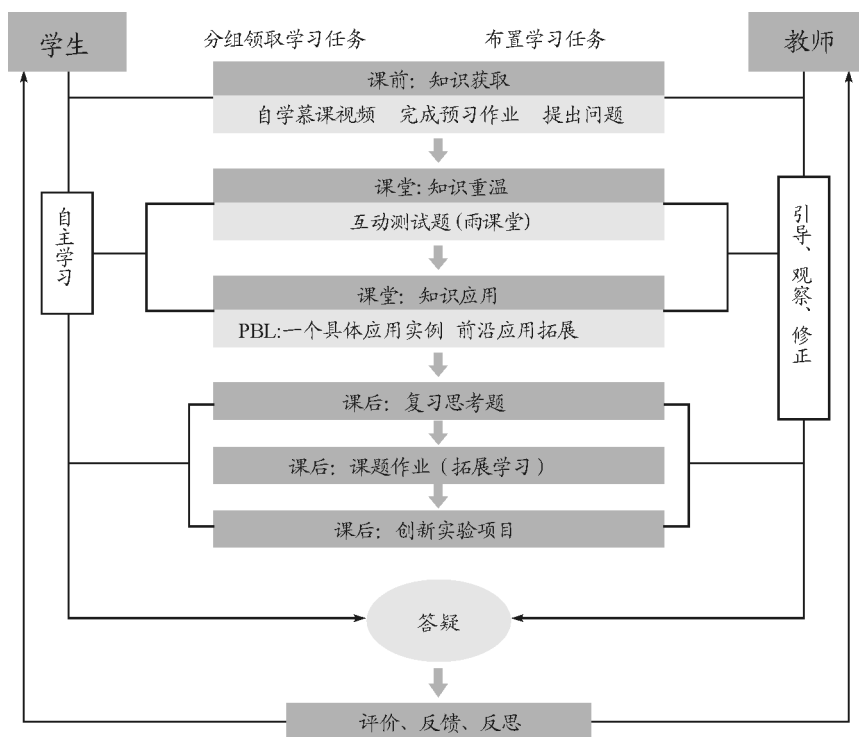 学生 分组领取学习任务 布置学习任务 教师
课前：知识获取
自学慕课视频 完成预习作业 提出问题
课堂：知识重温
互动测试题(雨课堂)
自主学习
引导、观察、修正
课堂：知识应用
PBL:一个具体应用实例 前沿应用拓展
课后：复习思考题
课后：课题作业（拓展学习）
课后：创新实验项目
答疑
评价、反馈、反思